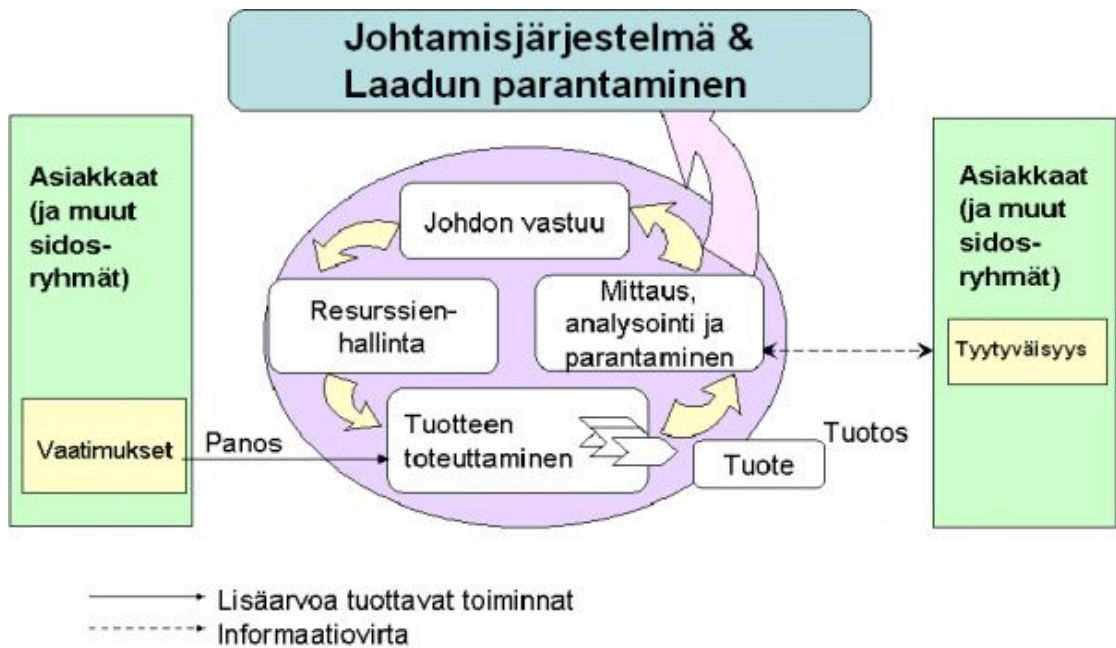 Johtamisjärjestelmä &
Laadun parantaminen
Asiakkaat
(ja muut
sidos-
ryhmät)
Vaatimukset
Panos
Johdon vastuu
Resurssien-
hallinta
Mittaus,
analysointi ja
parantaminen
Tuotteen
toteuttaminen
Tuote
Tuotos
Asiakkaat
(ja muut
sidos-
ryhmät)
Tyytyväisyys
Lisäarvoa tuottavat toiminnat
Informaatiovirta